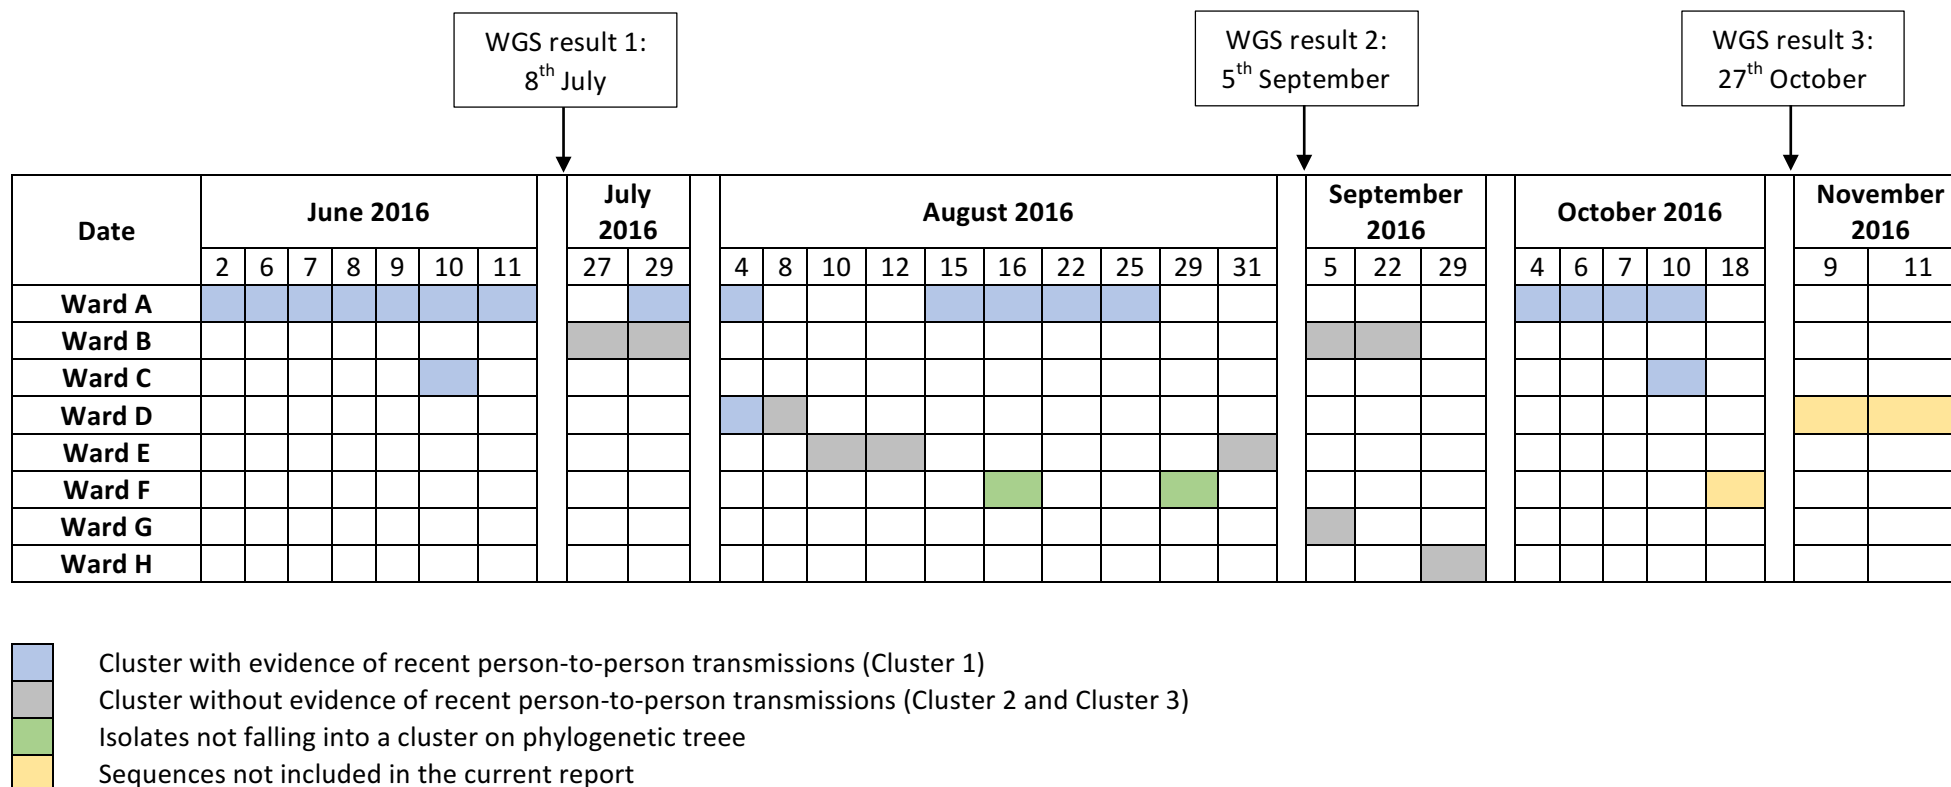 WGS result 1:
8th July
WGS result 2:
5th September
WGS result 3:
27th October
Date
June 2016
July
2016
August 2016
September
2016
October 2016
November
2016
2 6 7 8 9 10 11 27 29 4 8 10 12 15 16 22 25 29 31 5 22 29 4 6 7 10 18 9 11
Ward A
Ward B
Ward C
Ward D
Ward E
Ward F
Ward G
Ward H
Cluster with evidence of recent person-to-person transmissions (Cluster 1)
Cluster without evidence of recent person-to-person transmissions (Cluster 2 and Cluster 3)
Isolates not falling into a cluster on phylogenetic treee
Sequences not included in the current report